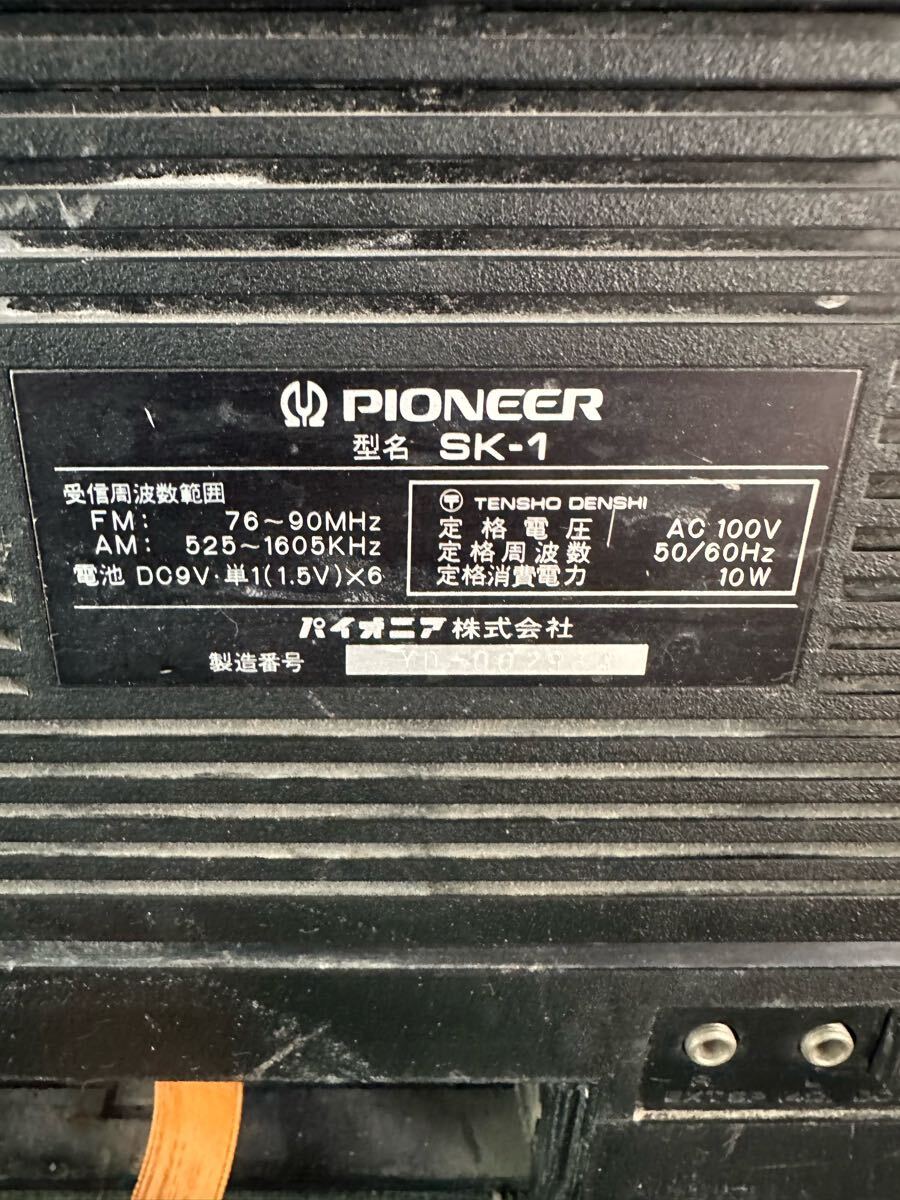 PIONEER
型名 SK-1
受信周波数範囲
FM: 76~90MHz
AM: 525~1605KHz
電池 DC9V・単1(1.5V)×6
〒 TENSHO DENSHI
定格電圧 AC 100V
定格周波数 50/60Hz
定格消費電力 10W
パイオニア株式会社
製造番号